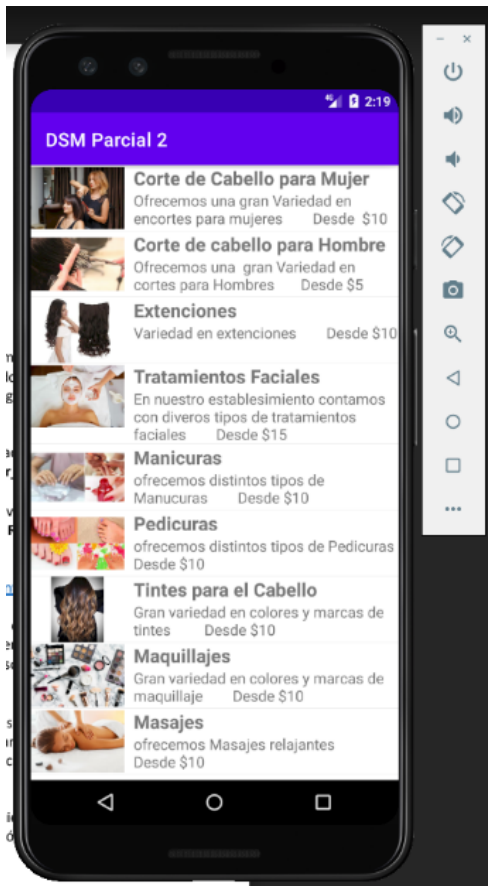 2:19
DSM Parcial 2
Corte de Cabello para Mujer
Ofrecemos una gran Variedad en
encortes para mujeres Desde $10
Corte de cabello para Hombre
Ofrecemos una gran Variedad en
cortes para Hombres Desde $5
Extenciones
Variedad en extenciones Desde $10
Tratamientos Faciales
En nuestro establesimiento contamos
con diveros tipos de tratamientos
faciales Desde $15
Manicuras
ofrecemos distintos tipos de
Manucuras Desde $10
Pedicuras
ofrecemos distintos tipos de Pedicuras
Desde $10
Tintes para el Cabello
Gran variedad en colores y marcas de
tintes Desde $10
Maquillajes
Gran variedad en colores y marcas de
maquillaje Desde $10
Masajes
ofrecemos Masajes relajantes
Desde $10